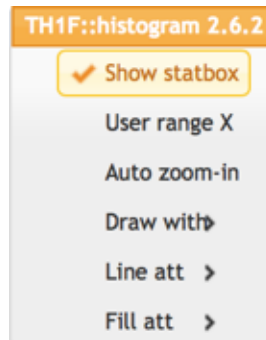 TH1F::histogram 2.6.2
Show statbox
User range X
Auto zoom-in
Draw with
Line att
Fill att